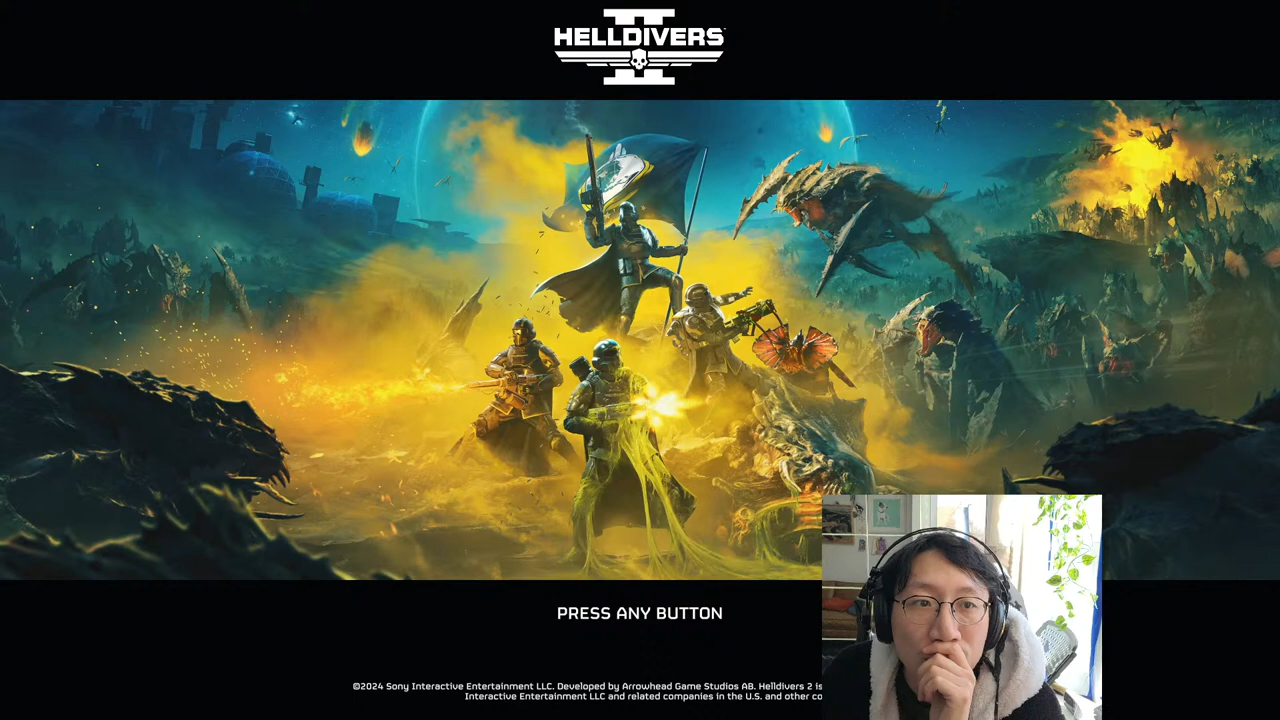 II
HELLDIVERS
PRESS ANY BUTTON
©2024 Sony Interactive Entertainment LLC. Developed by Arrowhead Game Studios AB. Helldivers 2 is
Interactive Entertainment LLC and related companies in the U.S. and other co